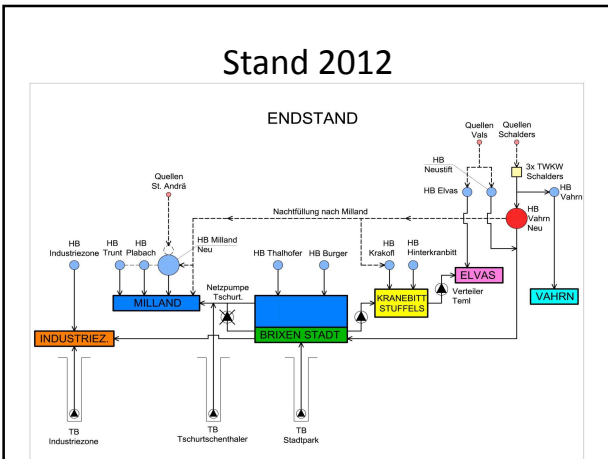 Stand 2012
ENDSTAND
Quellen
Vals
Quellen
Schalders
HB
Neustift
3x TWKW
Schalders
Quellen
St. Andrä
HB Elvas
HB
Vahrn
HB
Vahrn
Neu
Nachtfüllung nach Milland
HB
Industriezone
HB
Trunt
HB
Plabach
HB Milland
Neu
HB Thalhofer
HB Burger
HB
Krakofl
HB
Hinterkranbitt
ELVAS
Netzpumpe
Tschurt.
MILLAND
KRANEBITT
STUFFELS
Verteiler
Teml
VAHRN
INDUSTRIEZ.
BRIXEN STADT
TB
Industriezone
TB
Tschurtschenthaler
TB
Stadtpark